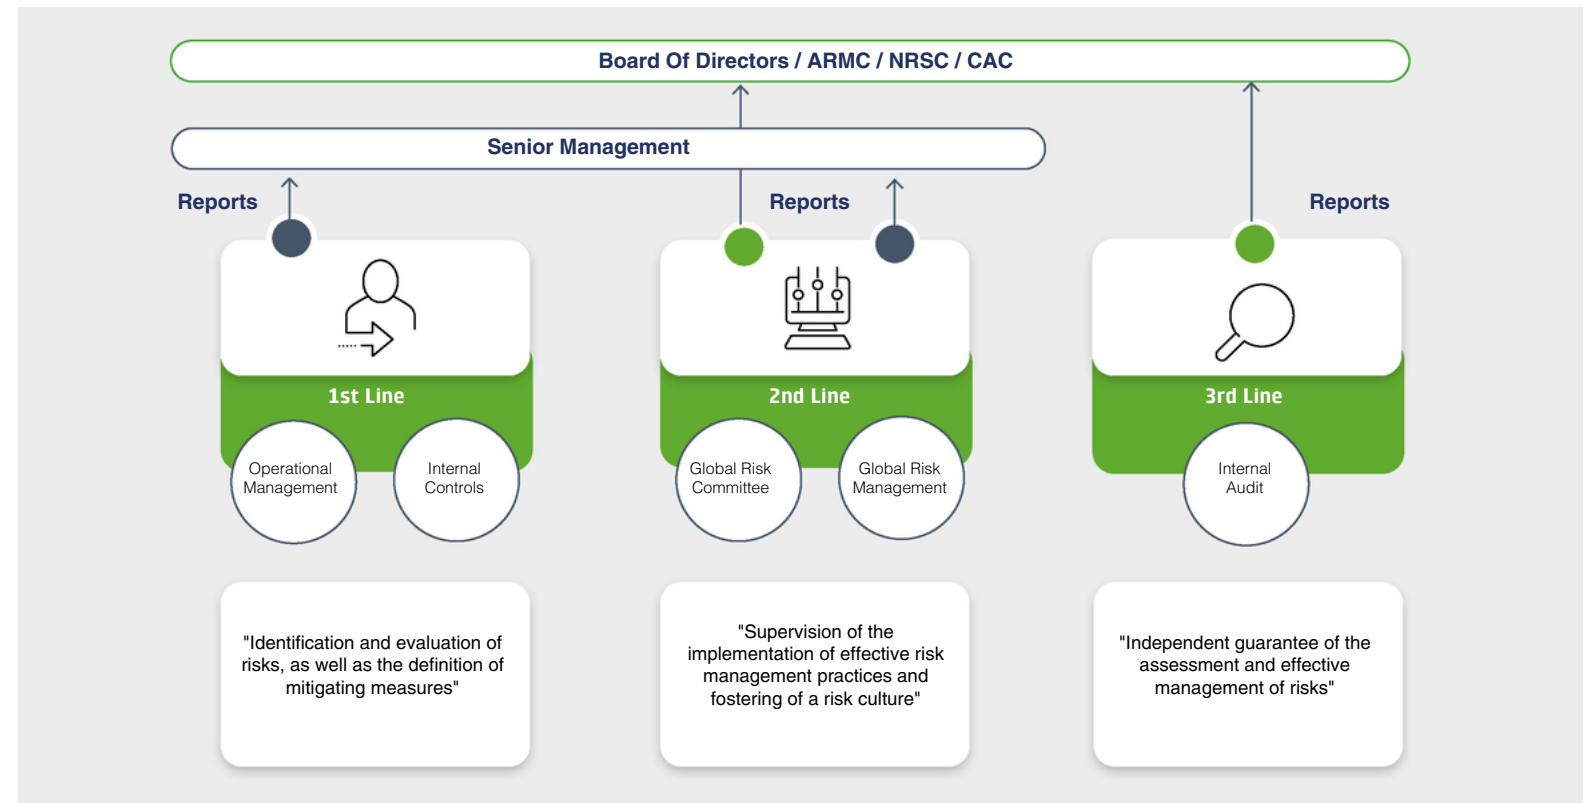 Board Of Directors / ARMC / NRSC / CAC
Senior Management
Reports
Reports
Reports
1st Line
2nd Line
3rd Line
Operational
Management
Internal
Controls
Global Risk
Committee
Global Risk
Management
Internal
Audit
"Identification and evaluation of
risks, as well as the definition of
mitigating measures"
"Supervision of the
implementation of effective risk
management practices and
fostering of a risk culture"
"Independent guarantee of the
assessment and effective
management of risks"